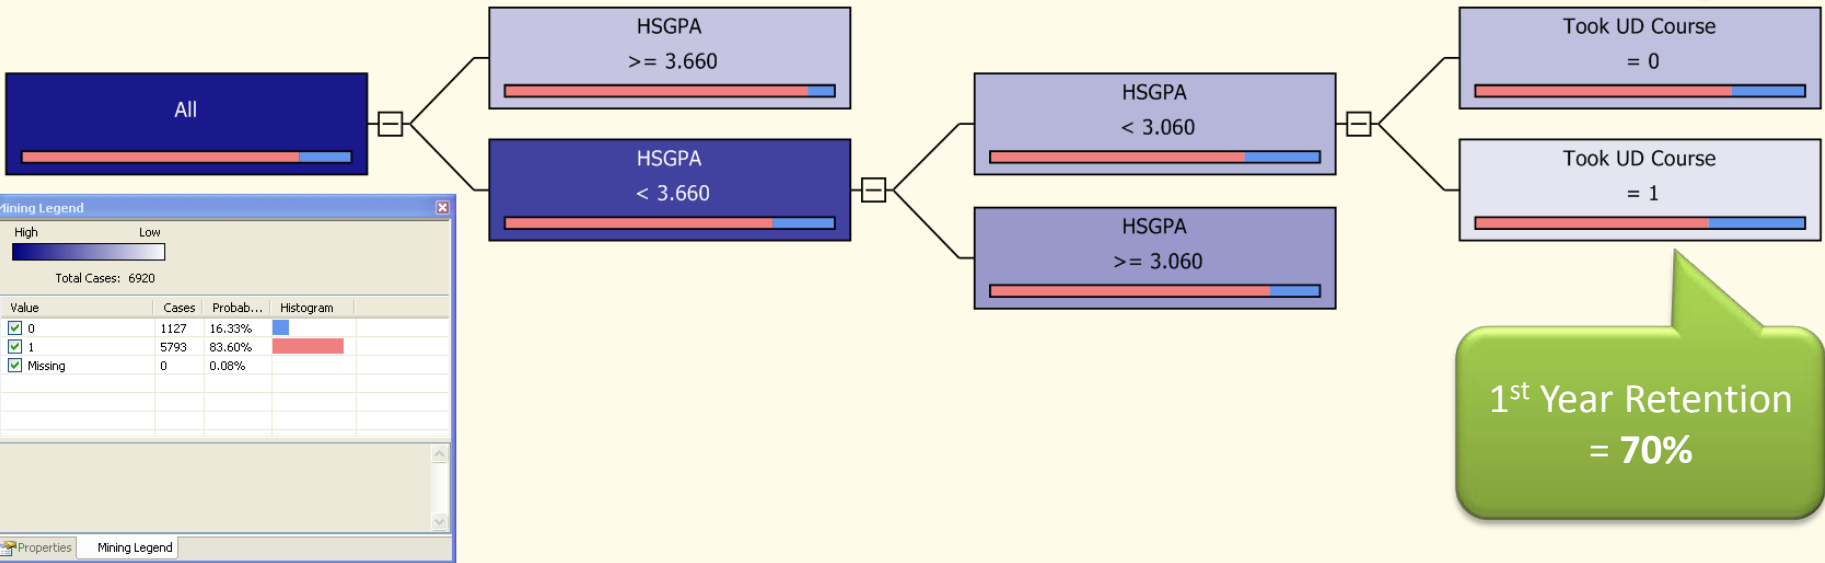 All
HSGPA
>= 3.660
HSGPA
< 3.660
HSGPA
< 3.060
HSGPA
>= 3.060
Took UD Course
= 0
Took UD Course
= 1
Mining Legend
High Low
Total Cases: 6920
Value Cases Probab... Histogram
0 1127 16.33%
1 5793 83.60%
Missing 0 0.08%
Properties Mining Legend
1st Year Retention
= 70%